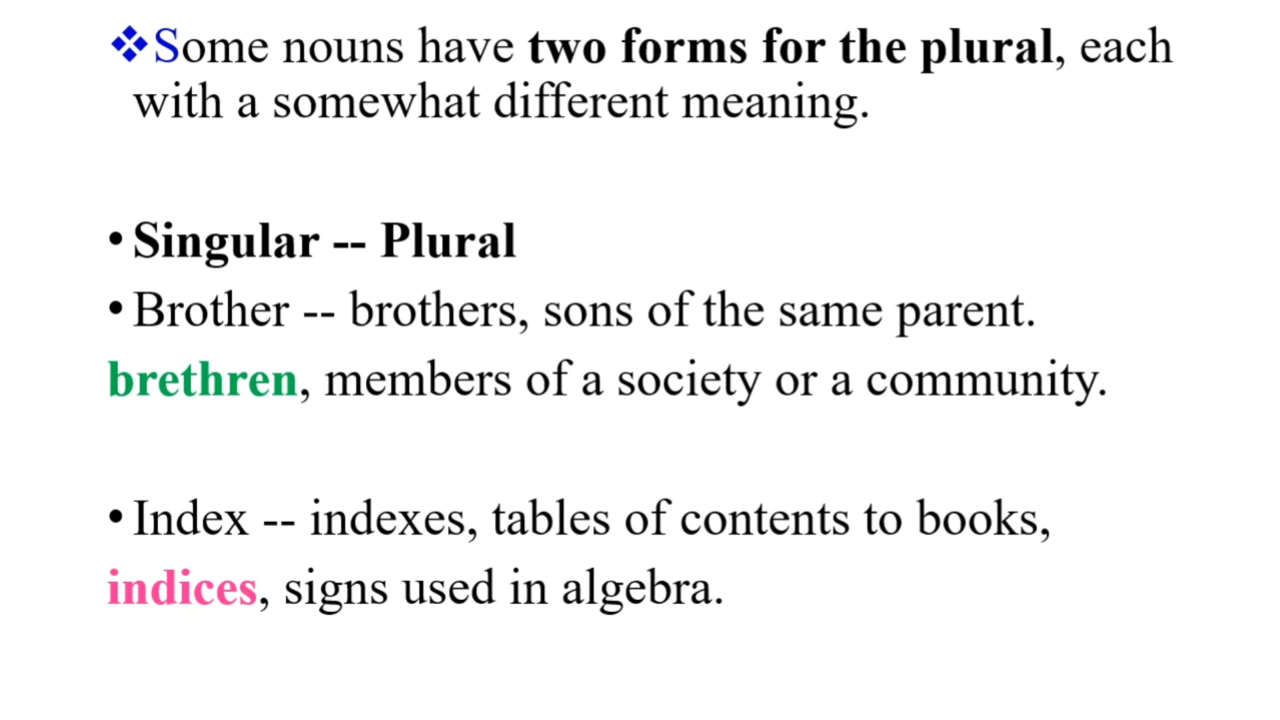 ❖Some nouns have two forms for the plural, each
with a somewhat different meaning.
• Singular -- Plural
• Brother -- brothers, sons of the same parent.
brethren, members of a society or a community.
• Index -- indexes, tables of contents to books,
indices, signs used in algebra.